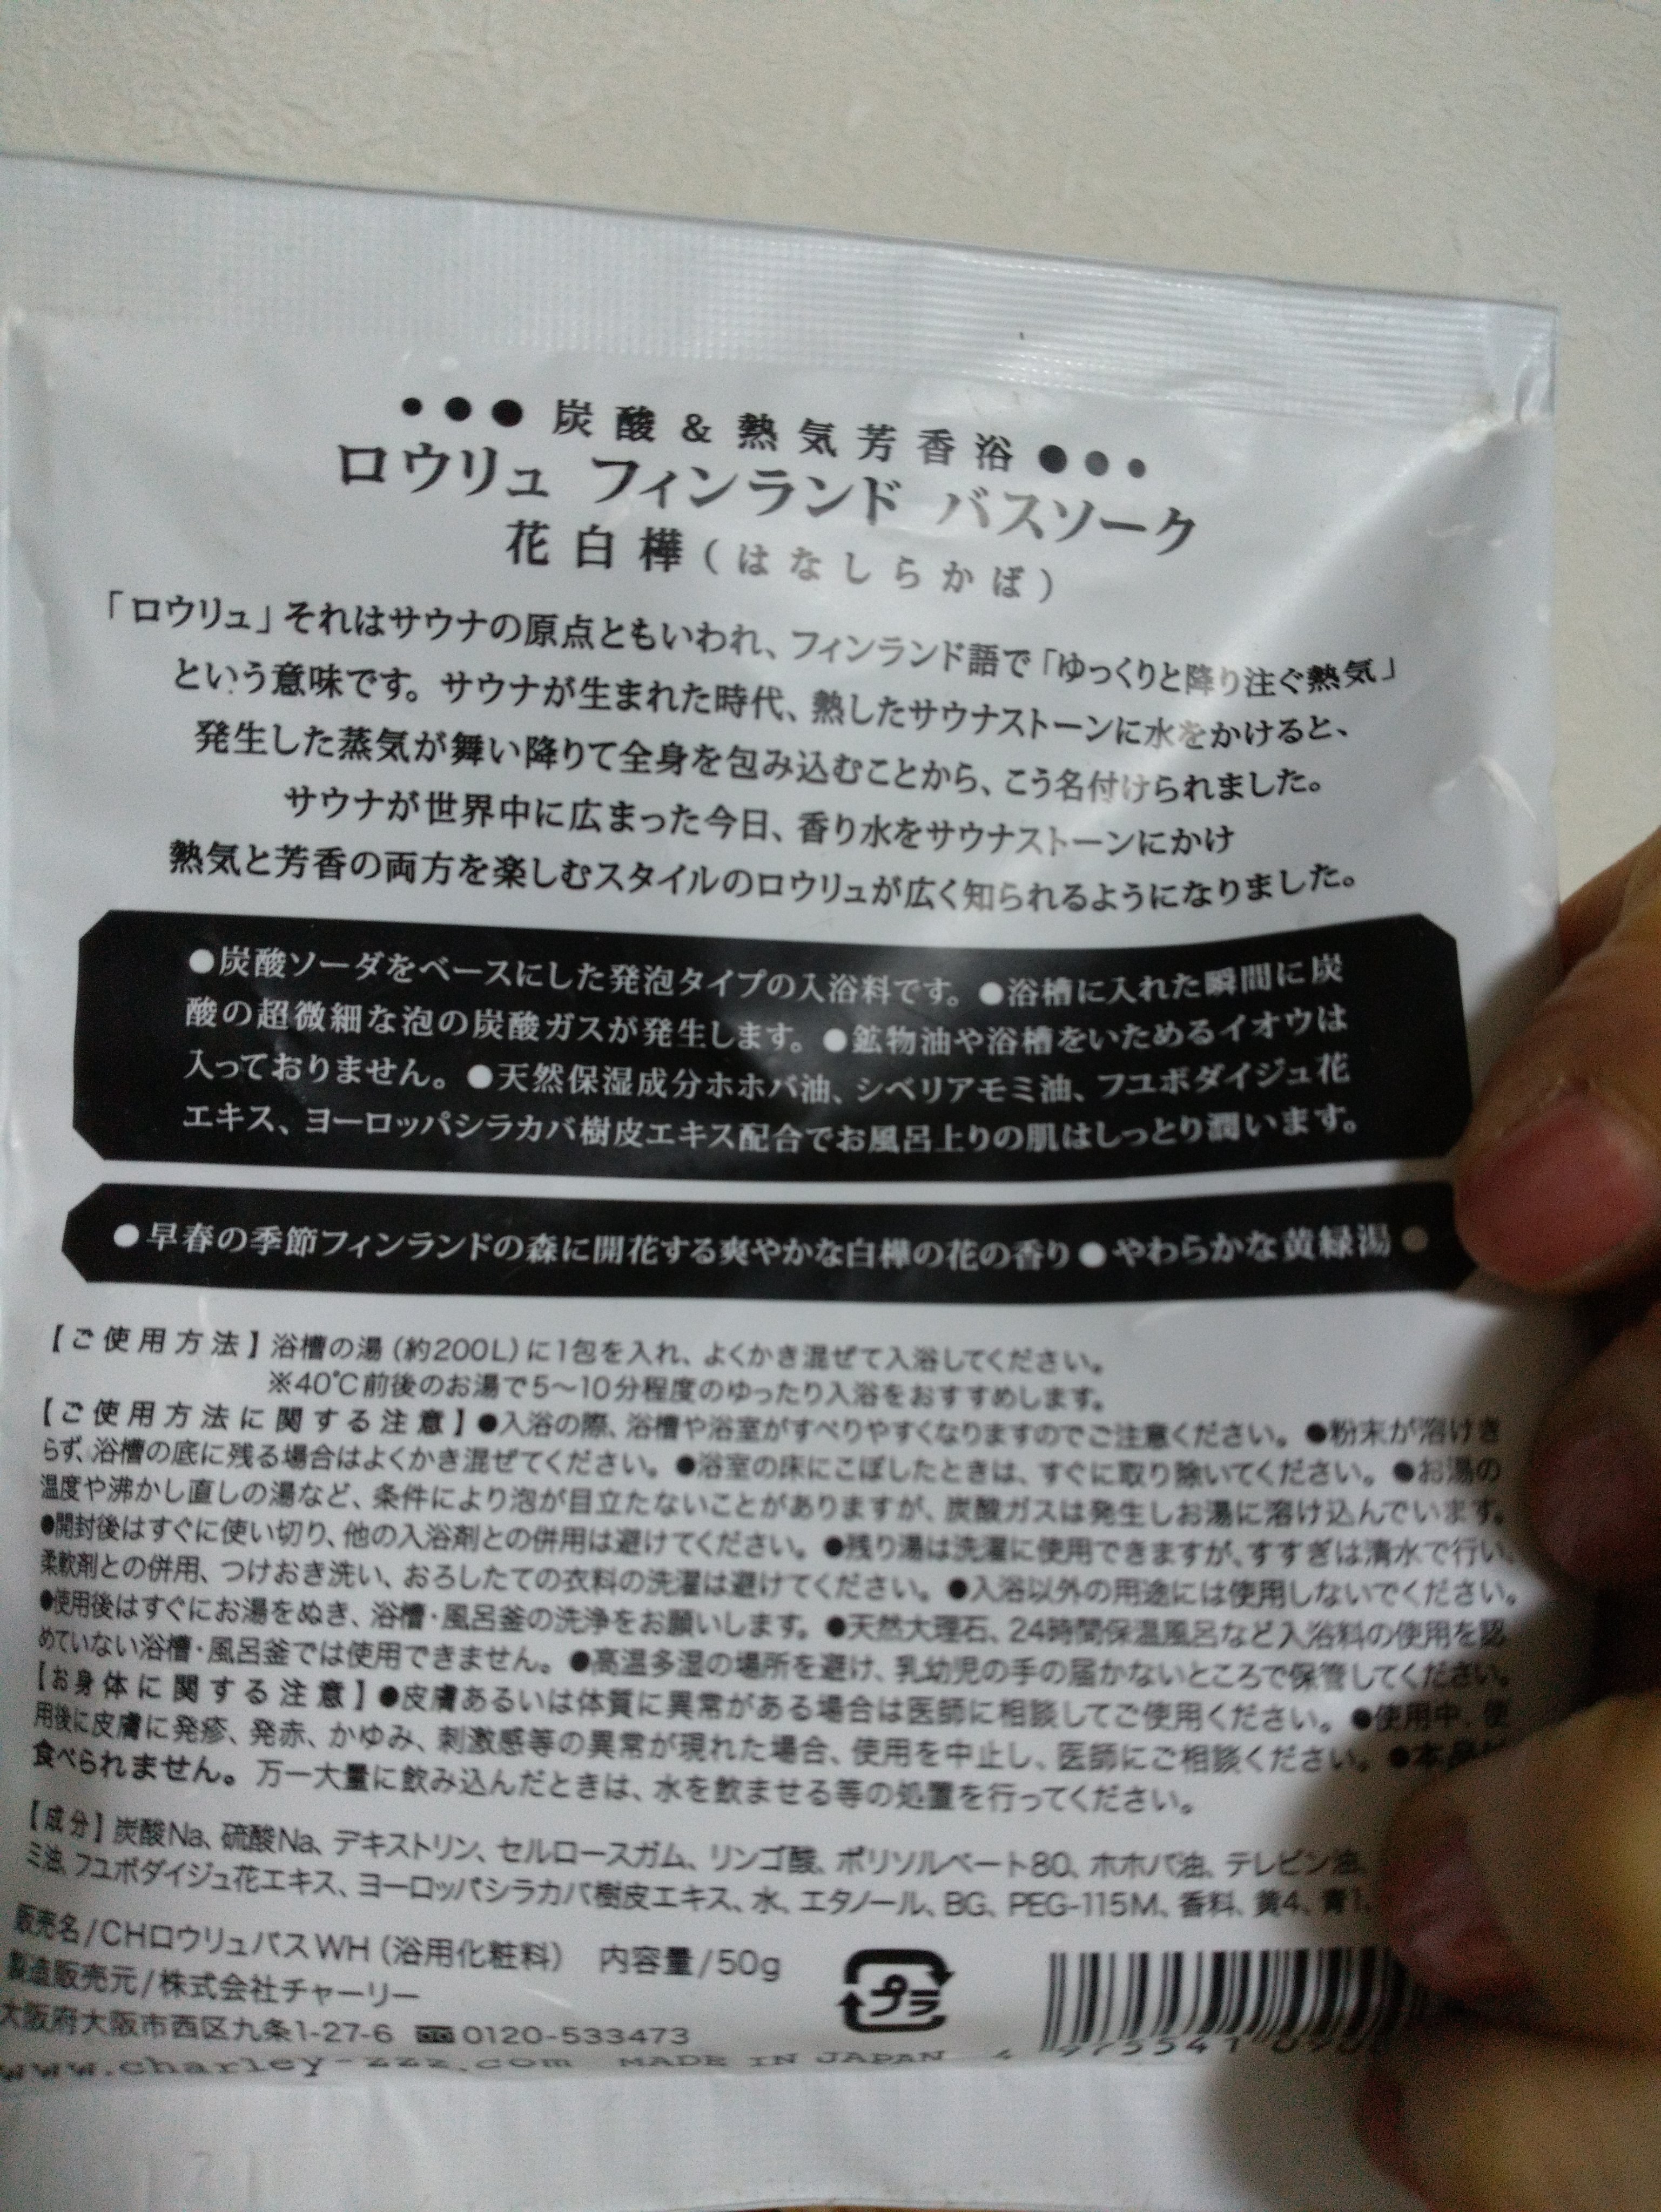 ●●● 炭酸&熱気芳香浴 ●●●
ロウリュ フィンランド バスソーク
花白樺(はなしらかば)
「ロウリュ」それはサウナの原点ともいわれ、フィンランド語で「ゆっくりと降り注ぐ熱気」
という意味です。サウナが生まれた時代、熱したサウナストーンに水をかけると、
発生した蒸気が舞い降りて全身を包み込むことから、こう名付けられました。
サウナが世界中に広まった今日、香り水をサウナストーンにかけ
熱気と芳香の両方を楽しむスタイルのロウリュが広く知られるようになりました。
●炭酸ソーダをベースにした発泡タイプの入浴料です。●浴槽に入れた瞬間に炭
酸の超微細な泡の炭酸ガスが発生します。●鉱物油や浴槽をいためるイオウは
入っておりません。●天然保湿成分ホホバ油、シベリアモミ油、フユボダイジュ花
エキス、ヨーロッパシラカバ樹皮エキス配合でお風呂上りの肌はしっとり潤います。
●早春の季節フィンランドの森に開花する爽やかな白樺の花の香り●やわらかな黄緑湯●
【ご使用方法】浴槽の湯(約200L)に1包を入れ、よくかき混ぜて入浴してください。
※40℃前後のお湯で5〜10分程度のゆったり入浴をおすすめします。
【ご使用方法に関する注意】●入浴の際、浴槽や浴室がすべりやすくなりますのでご注意ください。●粉末が溶けき
らず、浴槽の底に残る場合はよくかき混ぜてください。●浴室の床にこぼしたときは、すぐに取り除いてください。●お湯の
温度や沸かし直しの湯など、条件により泡が目立たないことがありますが、炭酸ガスは発生しお湯に溶け込んでいます。
●開封後はすぐに使い切り、他の入浴剤との併用は避けてください。●残り湯は洗濯に使用できますが、すすぎは清水で行い、
柔軟剤との併用、つけおき洗い、おろしたての衣料の洗濯は避けてください。●入浴以外の用途には使用しないでください。
●使用後はすぐにお湯をぬき、浴槽・風呂釜の洗浄をお願いします。●天然大理石、24時間保温風呂など入浴料の使用を認
めていない浴槽・風呂釜では使用できません。●高温多湿の場所を避け、乳幼児の手の届かないところで保管してください。
【お身体に関する注意】●皮膚あるいは体質に異常がある場合は医師に相談してご使用ください。●使用中、使
用後に皮膚に発疹、発赤、かゆみ、刺激感等の異常が現れた場合、使用を中止し、医師にご相談ください。●本品は
食べられません。万一大量に飲み込んだときは、水を飲ませる等の処置を行ってください。
【成分】炭酸Na、硫酸Na、デキストリン、セルロースガム、リンゴ酸、ポリソルベート80、ホホバ油、テレビン油、
ミ油、フユボダイジュ花エキス、ヨーロッパシラカバ樹皮エキス、水、エタノール、BG、PEG-115M、香料、黄4、青1、
販売名/CHロウリュバスWH(浴用化粧料) 内容量/50g
製造販売元/株式会社チャーリー
大阪府大阪市西区九条1-27-6 0120-533473
www.charley-zzz.com MADE IN JAPAN
プラ